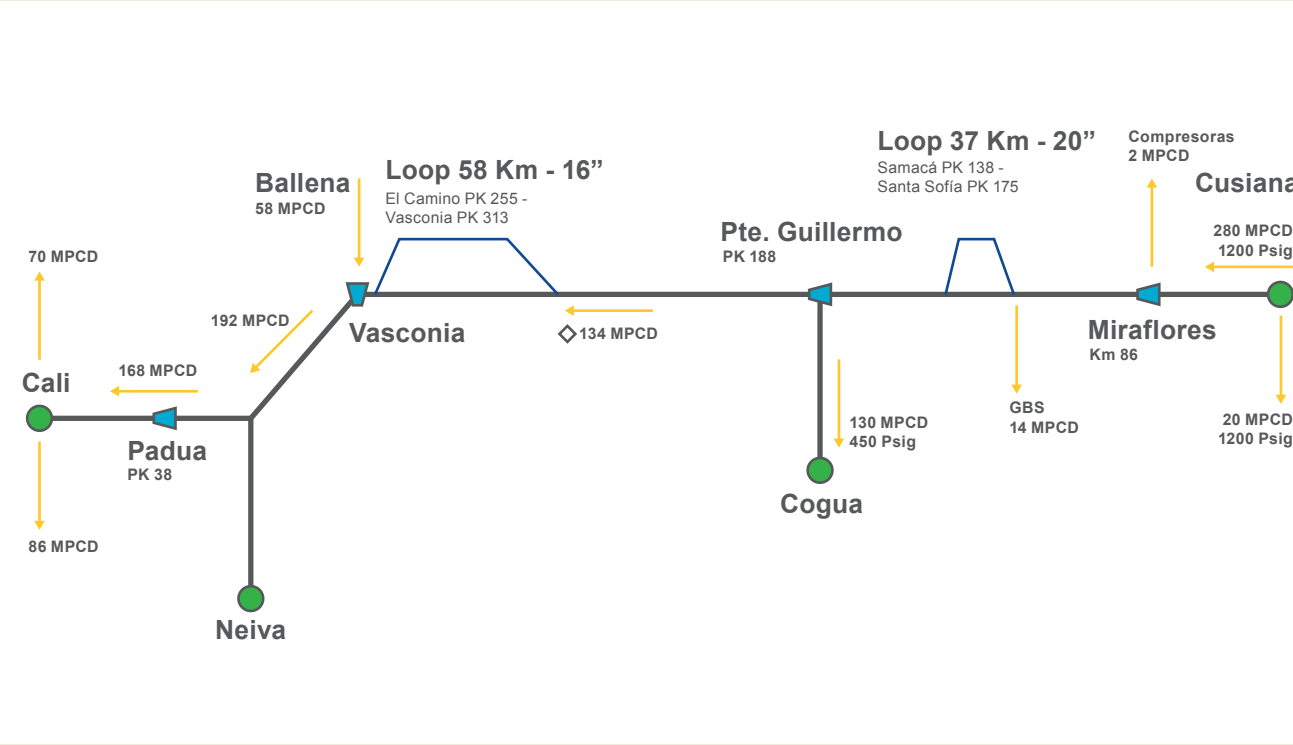 Loop 37 Km - 20”
Samacá PK 138 -
Santa Sofía PK 175
Compresoras
2 MPCD
Cusiana
280 MPCD
1200 Psig
Loop 58 Km - 16”
El Camino PK 255 -
Vasconia PK 313
Ballena
58 MPCD
Pte. Guillermo
PK 188
70 MPCD
192 MPCD
Vasconia
134 MPCD
Miraflores
Km 86
168 MPCD
Cali
Padua
PK 38
130 MPCD
450 Psig
GBS
14 MPCD
20 MPCD
1200 Psig
Cogua
86 MPCD
Neiva